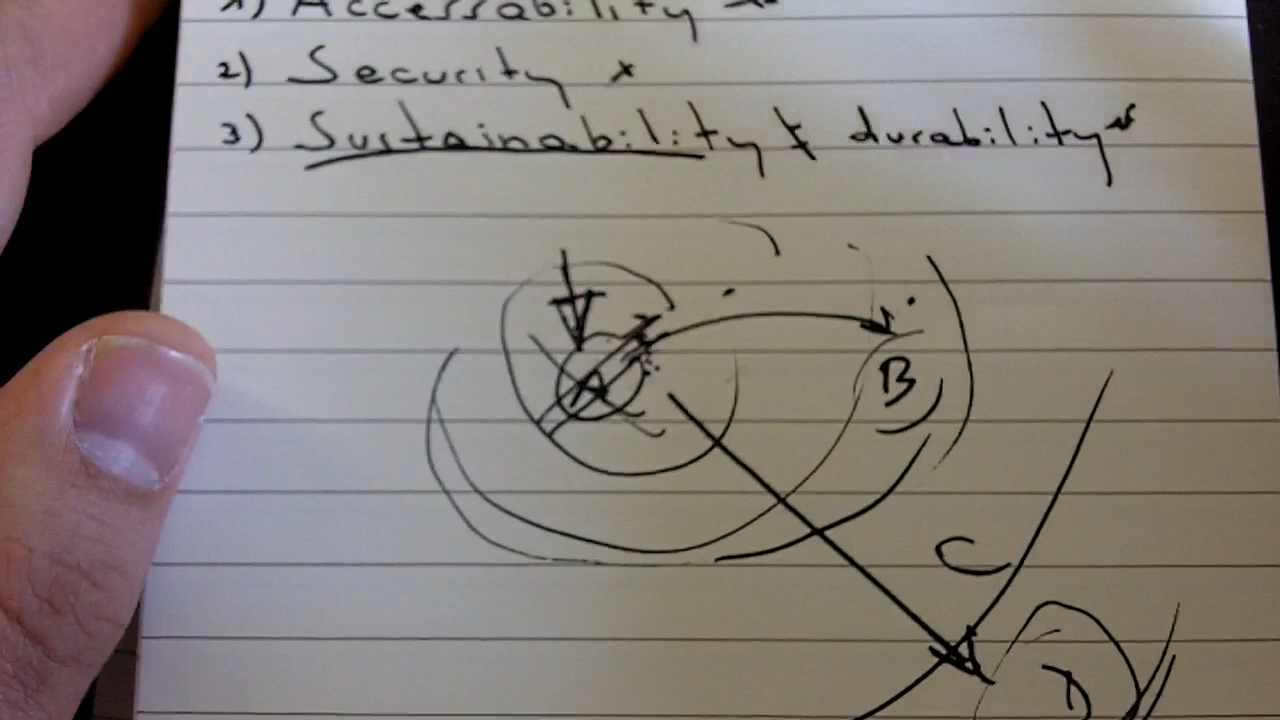 1) Accessability
2) Security x
3) Sustainability & durability
A
B
C
D